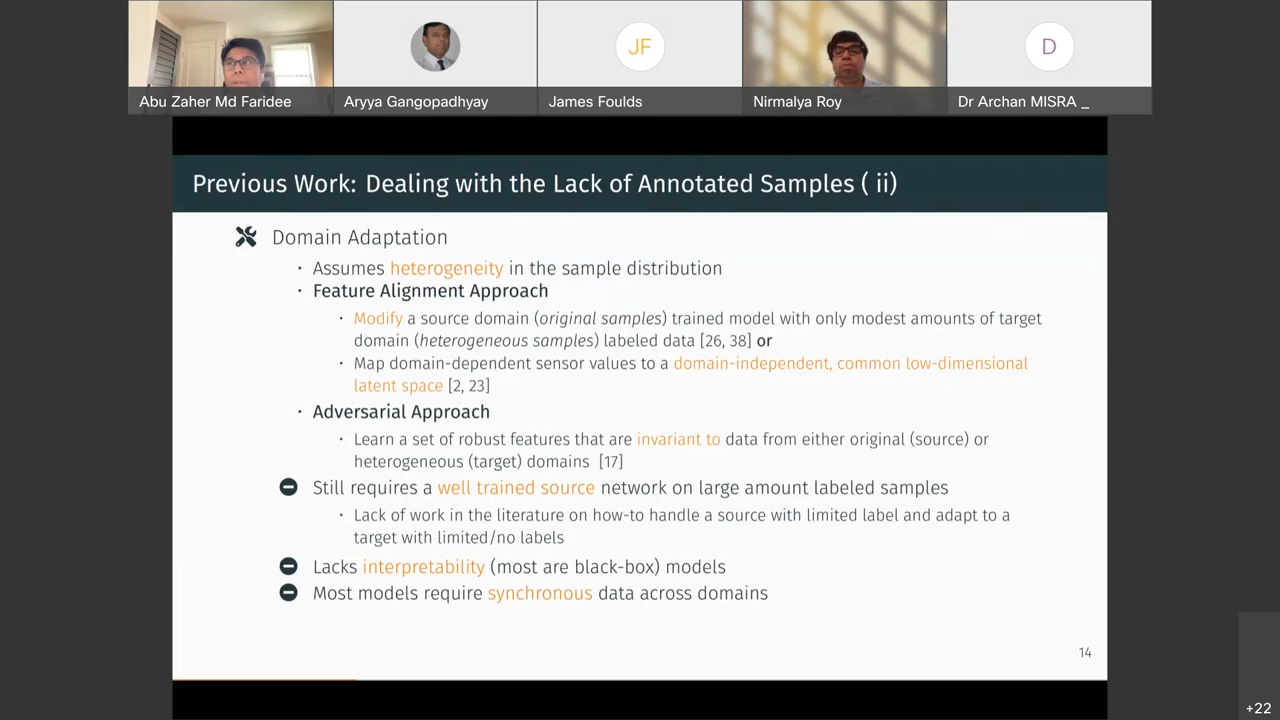 JF
D
Abu Zaher Md Faridee
Aryya Gangopadhyay
James Foulds
Nirmalya Roy
Dr Archan MISRA _
Previous Work: Dealing with the Lack of Annotated Samples ( ii)
Domain Adaptation
· Assumes heterogeneity in the sample distribution
· Feature Alignment Approach
· Modify a source domain (original samples) trained model with only modest amounts of target
domain (heterogeneous samples) labeled data [26, 38] or
· Map domain-dependent sensor values to a domain-independent, common low-dimensional
latent space [2, 23]
· Adversarial Approach
· Learn a set of robust features that are invariant to data from either original (source) or
heterogeneous (target) domains [17]
Still requires a well trained source network on large amount labeled samples
· Lack of work in the literature on how-to handle a source with limited label and adapt to a
target with limited/no labels
Lacks interpretability (most are black-box) models
Most models require synchronous data across domains
14
+22